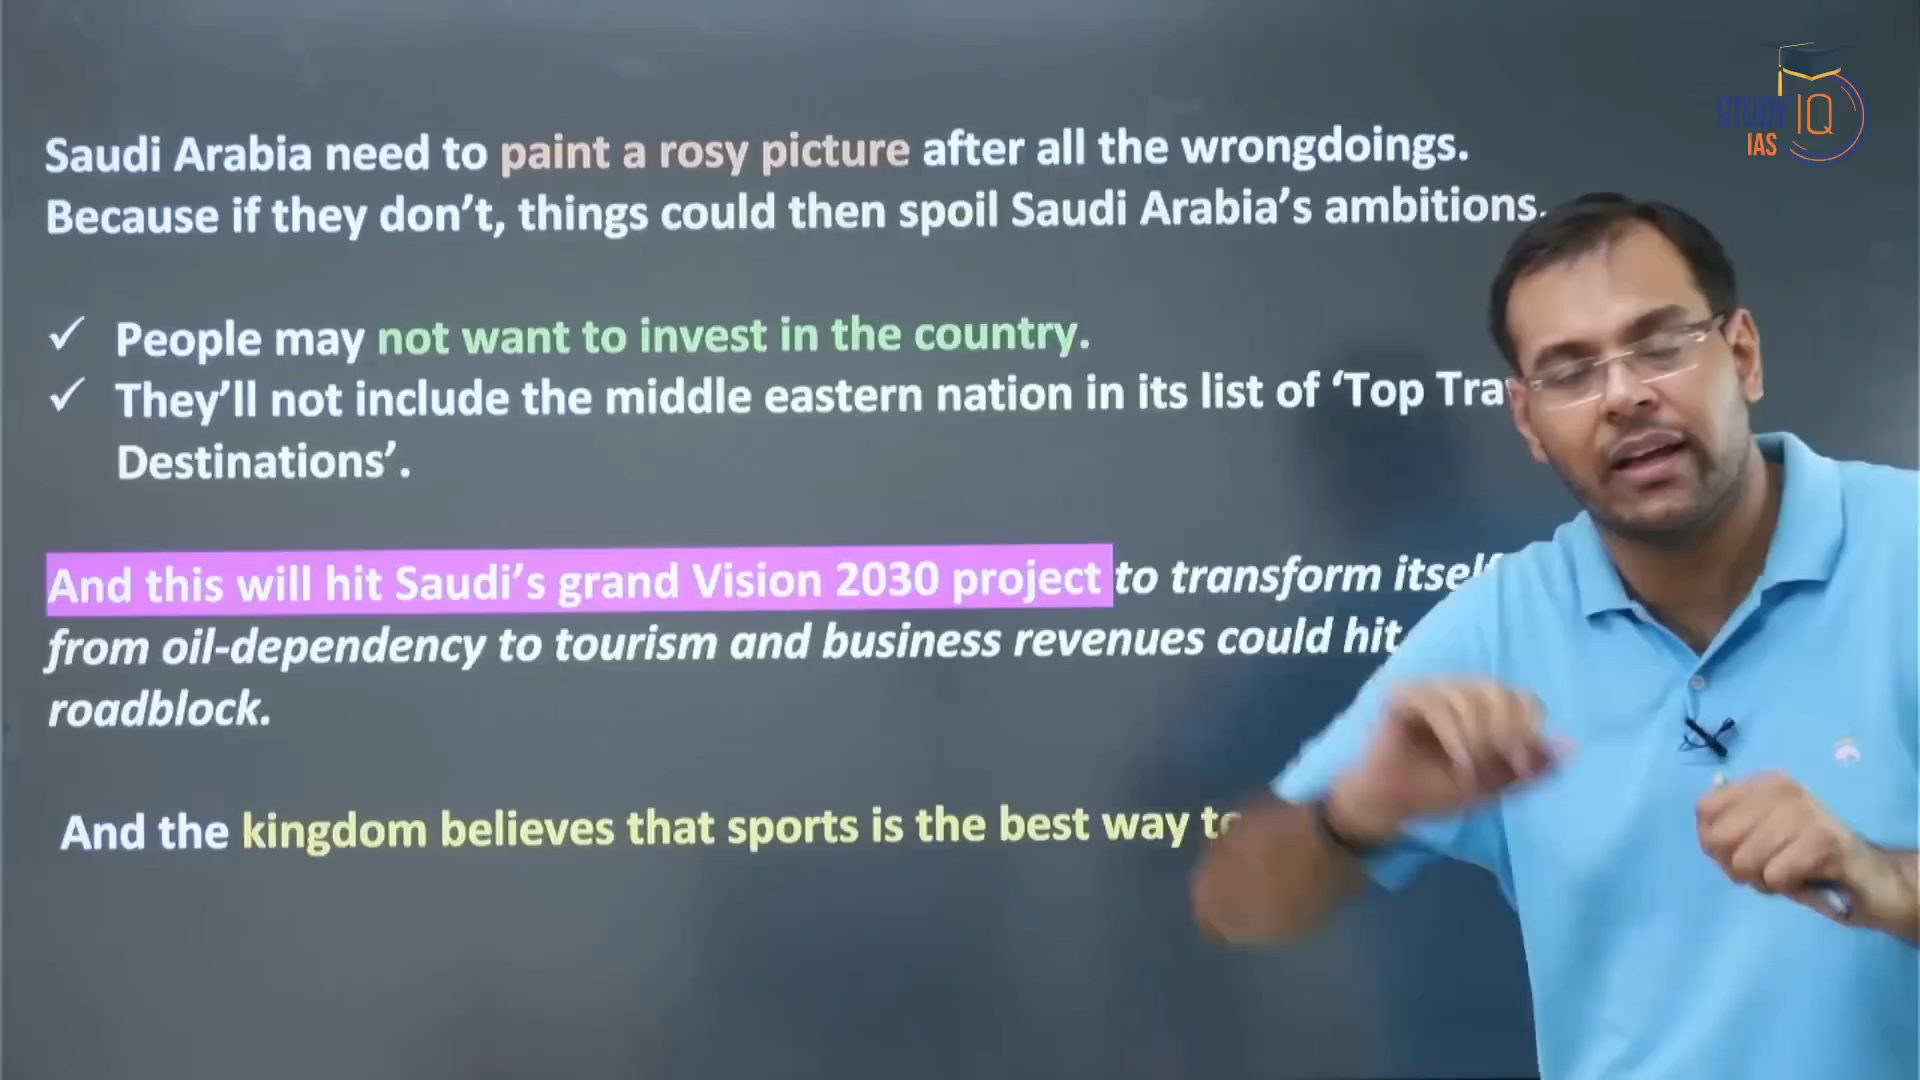 STUDY IQ
IAS
Saudi Arabia need to paint a rosy picture after all the wrongdoings.
Because if they don’t, things could then spoil Saudi Arabia’s ambitions.
✓ People may not want to invest in the country.
✓ They’ll not include the middle eastern nation in its list of ‘Top
Destinations’.
And this will hit Saudi’s grand Vision 2030 project to transform itself
from oil-dependency to tourism and business revenues could hit
roadblock.
And the kingdom believes that sports is the best way to